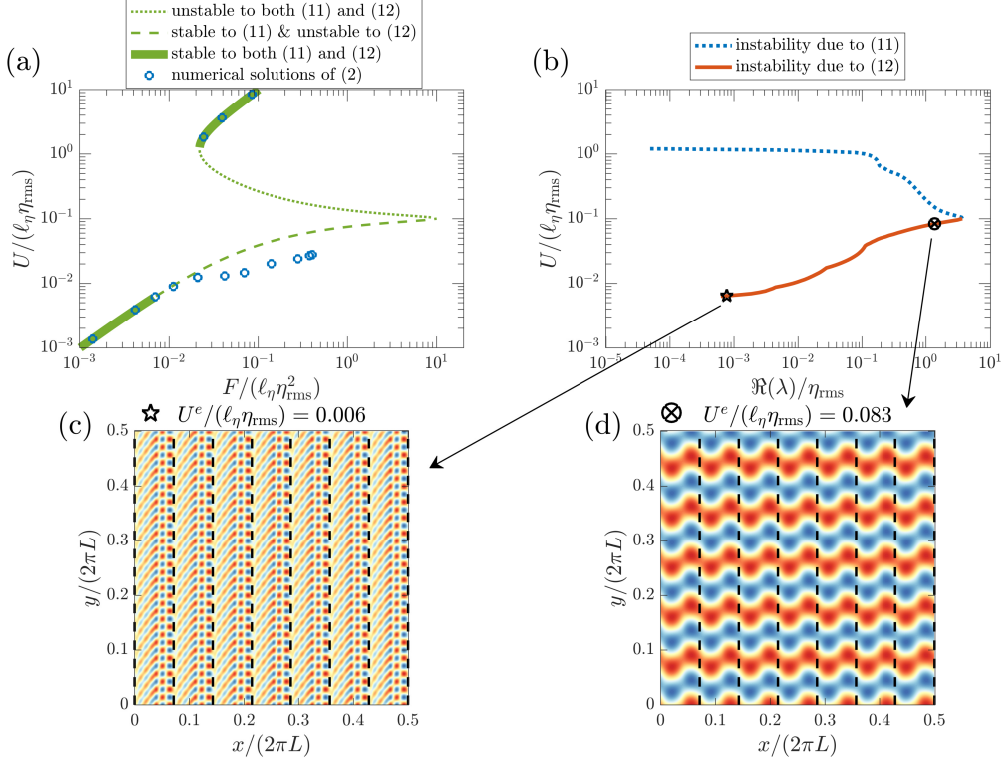 unstable to both (11) and (12)
stable to (11) & unstable to (12)
stable to both (11) and (12)
numerical solutions of (2)
(a)
10^1
10^0
10^{-1}
10^{-2}
10^{-3}
U/(ℓ_η η_rms)
10^{-3} 10^{-2} 10^{-1} 10^0 10^1
F/(ℓ_η η_rms^2)
instability due to (11)
instability due to (12)
(b)
10^1
10^0
10^{-1}
10^{-2}
10^{-3}
U/(ℓ_η η_rms)
10^{-5} 10^{-4} 10^{-3} 10^{-2} 10^{-1} 10^0 10^1
ℜ(λ)/η_rms
(c) U^e/(ℓ_η η_rms) = 0.006
0.5
0.4
0.3
0.2
0.1
0
y/(2πL)
0 0.1 0.2 0.3 0.4 0.5
x/(2πL)
(d) U^e/(ℓ_η η_rms) = 0.083
0.5
0.4
0.3
0.2
0.1
0
y/(2πL)
0 0.1 0.2 0.3 0.4 0.5
x/(2πL)